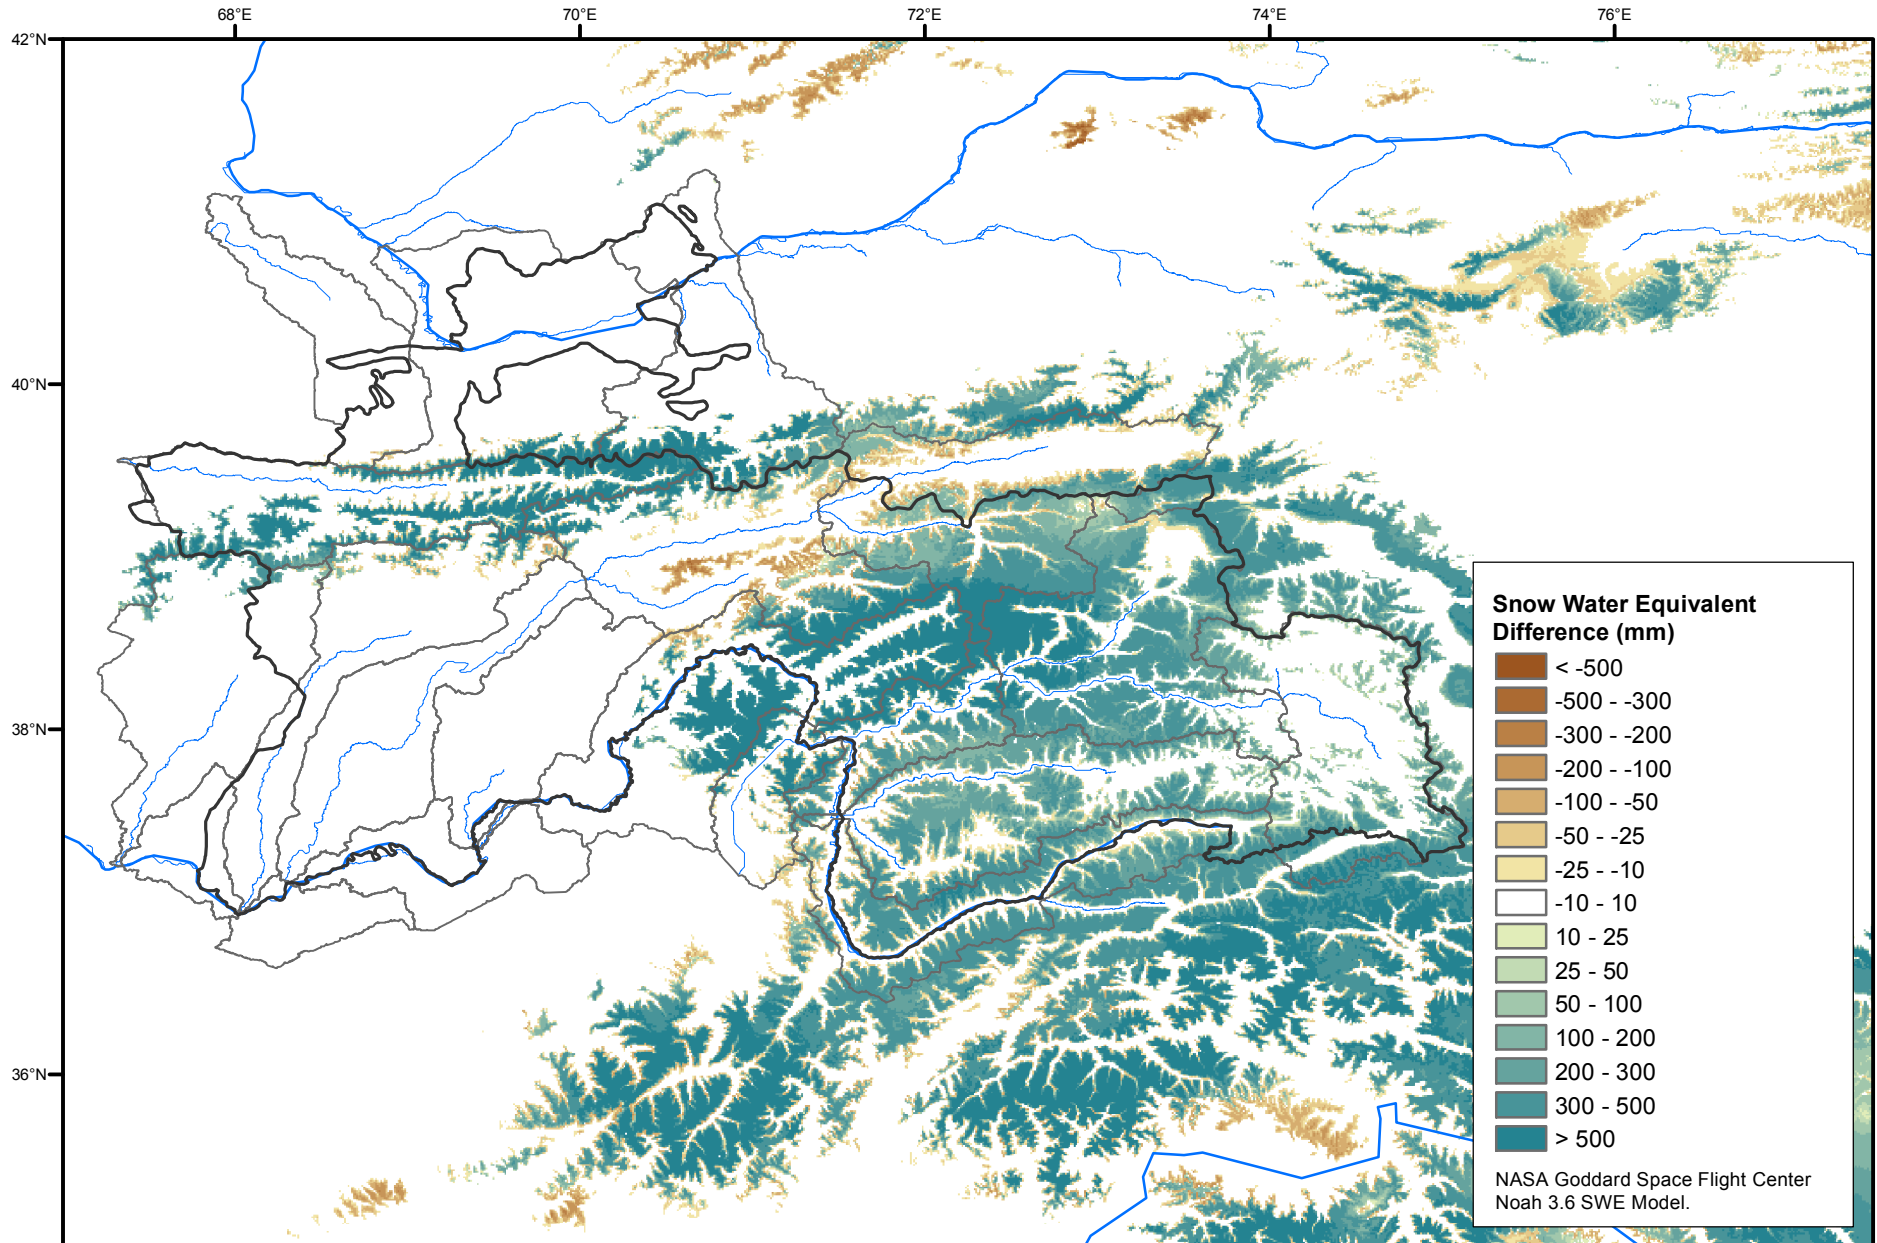 68°E
70°E
72°E
74°E
76°E
42°N
40°N
38°N
36°N
Snow Water Equivalent
Difference (mm)
< -500
-500 - -300
-300 - -200
-200 - -100
-100 - -50
-50 - -25
-25 - -10
-10 - 10
10 - 25
25 - 50
50 - 100
100 - 200
200 - 300
300 - 500
> 500
NASA Goddard Space Flight Center
Noah 3.6 SWE Model.